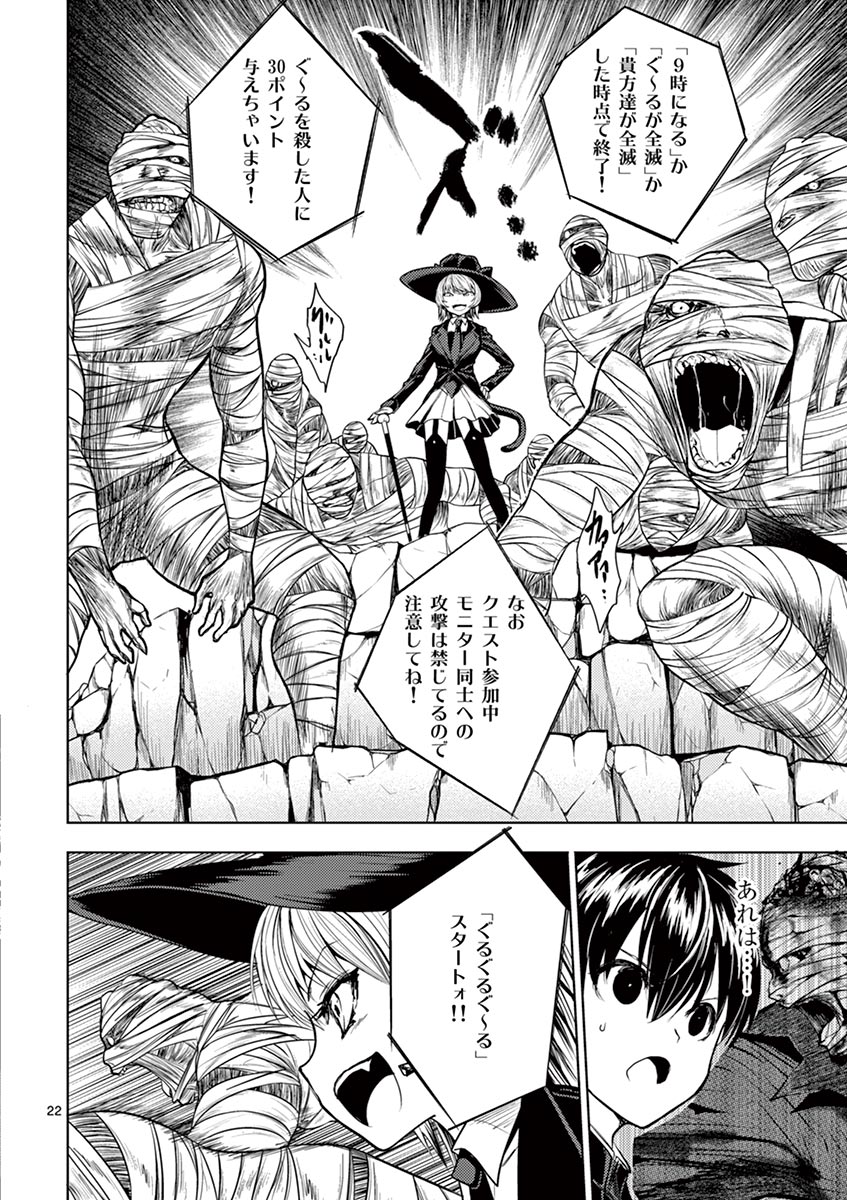 「9時になる」か
「ぐ〜るが全滅」か
「貴方達が全滅」
した時点で終了！
ぐ〜るを殺した人に
30ポイント
与えちゃいます！
グルー…
カァァ…
なお
クエスト参加中
モニター同士への
攻撃は禁じてるので
注意してね！
あれは…！
「ぐるぐるぐ〜る」
スタートォ！！
22